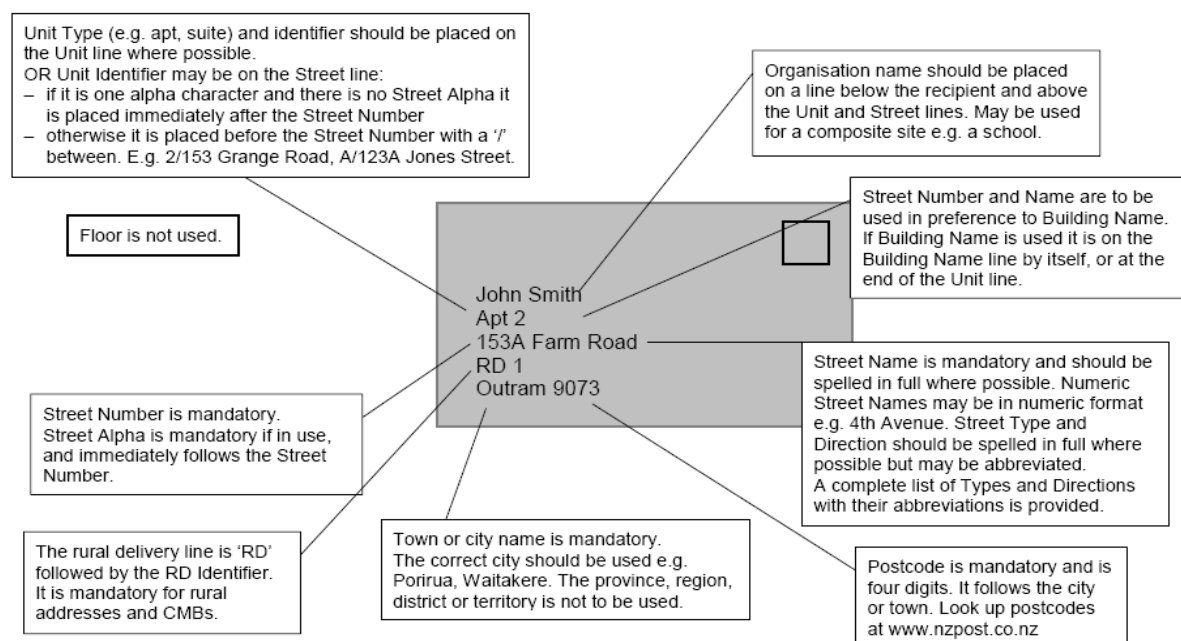 Unit Type (e.g. apt, suite) and identifier should be placed on
the Unit line where possible.
OR Unit Identifier may be on the Street line:
– if it is one alpha character and there is no Street Alpha it
is placed immediately after the Street Number
– otherwise it is placed before the Street Number with a ‘/’
between. E.g. 2/153 Grange Road, A/123A Jones Street.
Organisation name should be placed
on a line below the recipient and above
the Unit and Street lines. May be used
for a composite site e.g. a school.
Floor is not used.
Street Number and Name are to be
used in preference to Building Name.
If Building Name is used it is on the
Building Name line by itself, or at the
end of the Unit line.
John Smith
Apt 2
153A Farm Road
RD 1
Outram 9073
Street Number is mandatory.
Street Alpha is mandatory if in use,
and immediately follows the Street
Number.
Street Name is mandatory and should be
spelled in full where possible. Numeric
Street Names may be in numeric format
e.g. 4th Avenue. Street Type and
Direction should be spelled in full where
possible but may be abbreviated.
A complete list of Types and Directions
with their abbreviations is provided.
The rural delivery line is ‘RD’
followed by the RD Identifier.
It is mandatory for rural
addresses and CMBs.
Town or city name is mandatory.
The correct city should be used e.g.
Porirua, Waitakere. The province, region,
district or territory is not to be used.
Postcode is mandatory and is
four digits. It follows the city
or town. Look up postcodes
at www.nzpost.co.nz